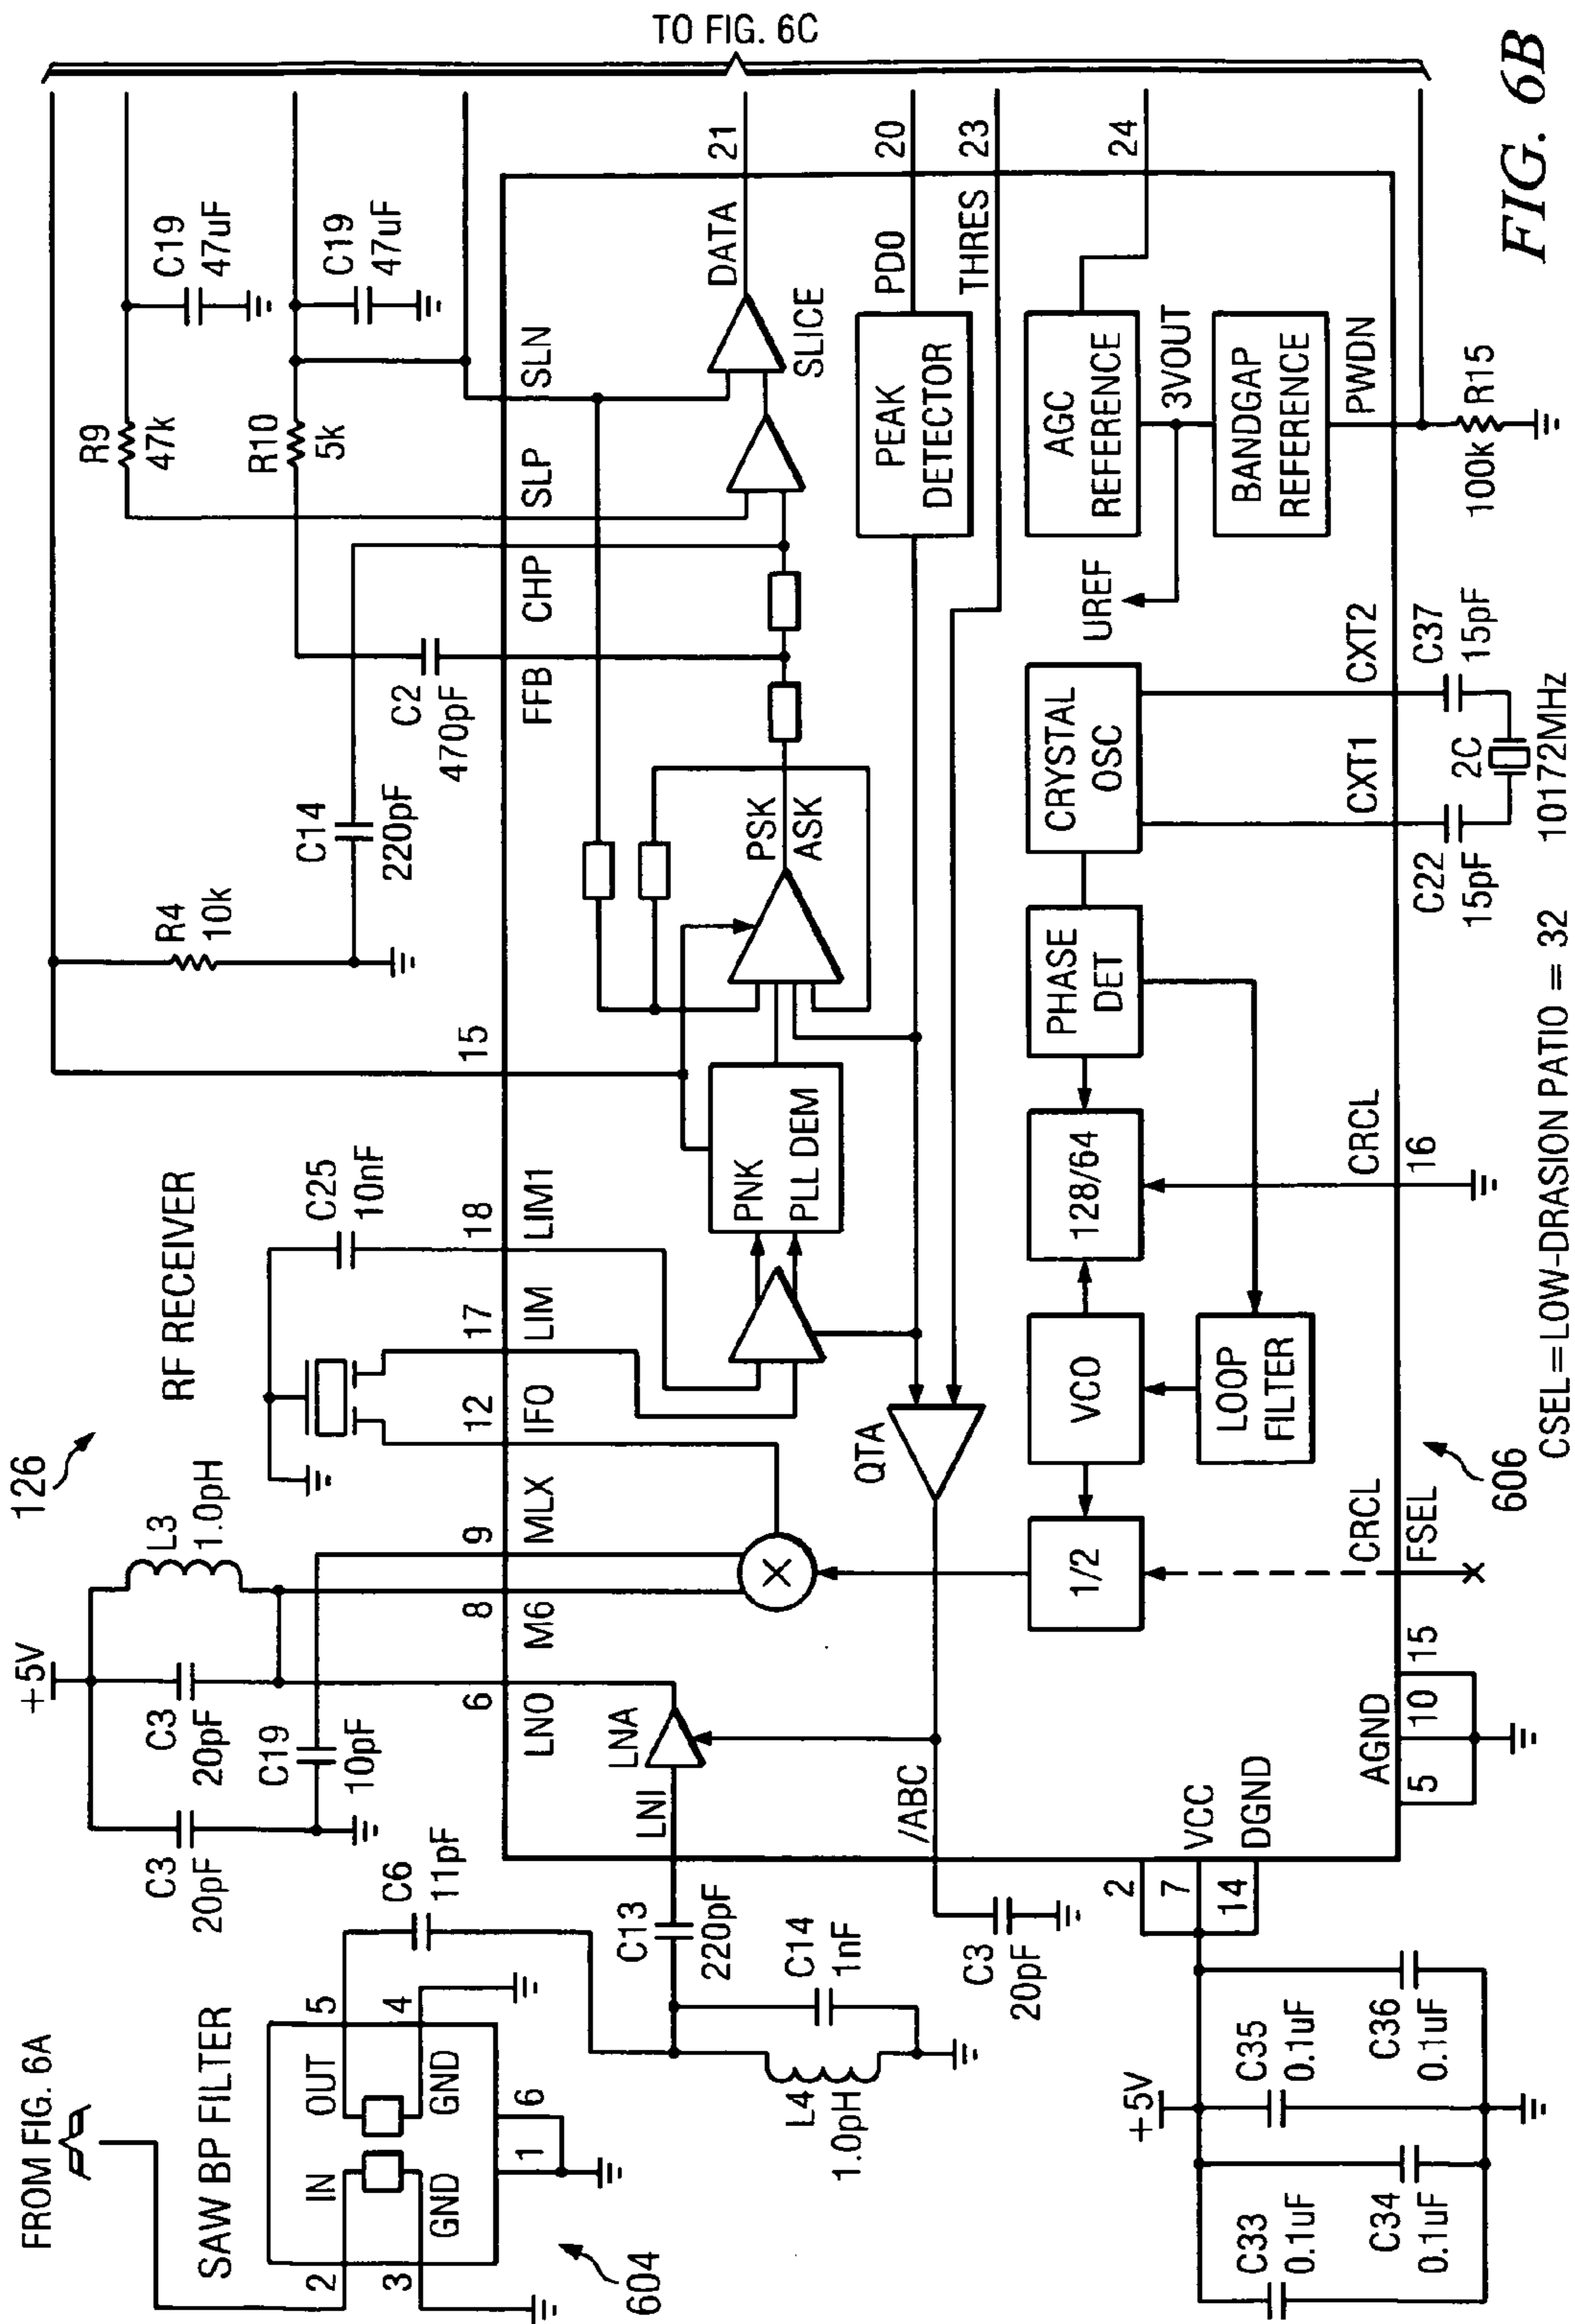 FROM FIG. 6A
SAW BP FILTER
2
IN
OUT
5
3
GND
GND
4
1
6
604
C6
11pF
C13
220pF
L4
1.0pH
C14
1nF
C3
20pF
+5V
C33
0.1uF
C34
0.1uF
C35
0.1uF
C36
0.1uF
+5V
C3
20pF
C3
20pF
C19
10pF
L3
1.0pH
126
RF RECEIVER
C25
10nF
R4
10k
C14
220pF
C2
470pF
R9
47k
R10
5k
C19
47uF
C19
47uF
TO FIG. 6C
6
8
9
12
17
18
15
LNO
M6
MLX
IFO
LIM
LIM1
FFB
CHP
SLP
SLN
LNI
LNA
PNK
PLL DEM
PSK
ASK
SLICE
DATA
21
/ABC
QTA
PEAK
DETECTOR
PDO
20
THRES
23
2
7
14
VCC
DGND
1/2
VCO
128/64
PHASE
DET
CRYSTAL
OSC
LOOP
FILTER
UREF
AGC
REFERENCE
24
3VOUT
BANDGAP
REFERENCE
PWDN
AGND
5
10
15
CRCL
FSEL
CRCL
16
CXT1
CXT2
606
C22
15pF
2C
C37
15pF
10172MHz
100k
R15
CSEL=LOW-DRASION PATIO = 32
FIG. 6B